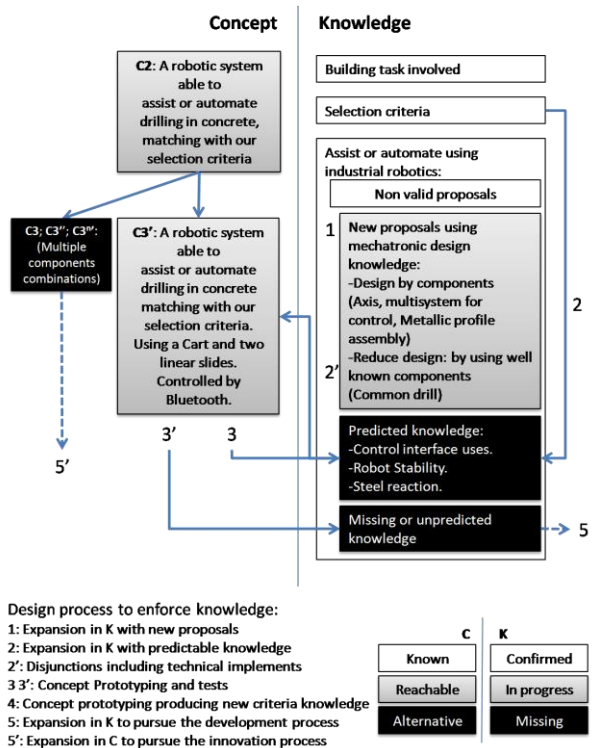 Concept
Knowledge
C2: A robotic system
able to
assist or automate
drilling in concrete,
matching with our
selection criteria
C3; C3’’; C3ⁿ’:
(Multiple
components
combinations)
C3’: A robotic system
able to
assist or automate
drilling in concrete
matching with our
selection criteria.
Using a Cart and two
linear slides.
Controlled by
Bluetooth.
3’
3
5’
Building task involved
Selection criteria
Assist or automate using
industrial robotics:
Non valid proposals
1
New proposals using
mechatronic design
knowledge:
-Design by components
(Axis, multisystem for
control, Metallic profile
assembly)
-Reduce design: by using well
known components
(Common drill)
2’
2
Predicted knowledge:
-Control interface uses.
-Robot Stability.
-Steel reaction.
Missing or unpredicted
knowledge
5
Design process to enforce knowledge:
1: Expansion in K with new proposals
2: Expansion in K with predictable knowledge
2’: Disjunctions including technical implements
3 3’: Concept Prototyping and tests
4: Concept prototyping producing new criteria knowledge
5: Expansion in K to pursue the development process
5’: Expansion in C to pursue the innovation process
C
K
Known
Confirmed
Reachable
In progress
Alternative
Missing